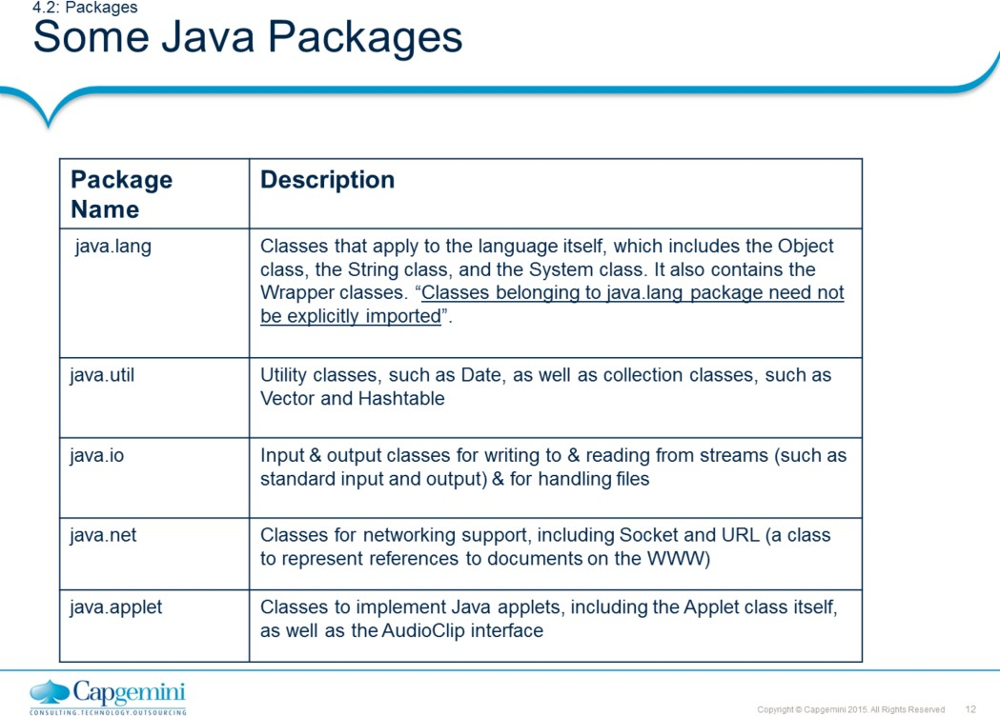 4.2: Packages
Some Java Packages
Package
Name
Description
java.lang
Classes that apply to the language itself, which includes the Object
class, the String class, and the System class. It also contains the
Wrapper classes. “Classes belonging to java.lang package need not
be explicitly imported”.
java.util
Utility classes, such as Date, as well as collection classes, such as
Vector and Hashtable
java.io
Input & output classes for writing to & reading from streams (such as
standard input and output) & for handling files
java.net
Classes for networking support, including Socket and URL (a class
to represent references to documents on the WWW)
java.applet
Classes to implement Java applets, including the Applet class itself,
as well as the AudioClip interface
Capgemini
CONSULTING.TECHNOLOGY.OUTSOURCING
Copyright © Capgemini 2015. All Rights Reserved 12